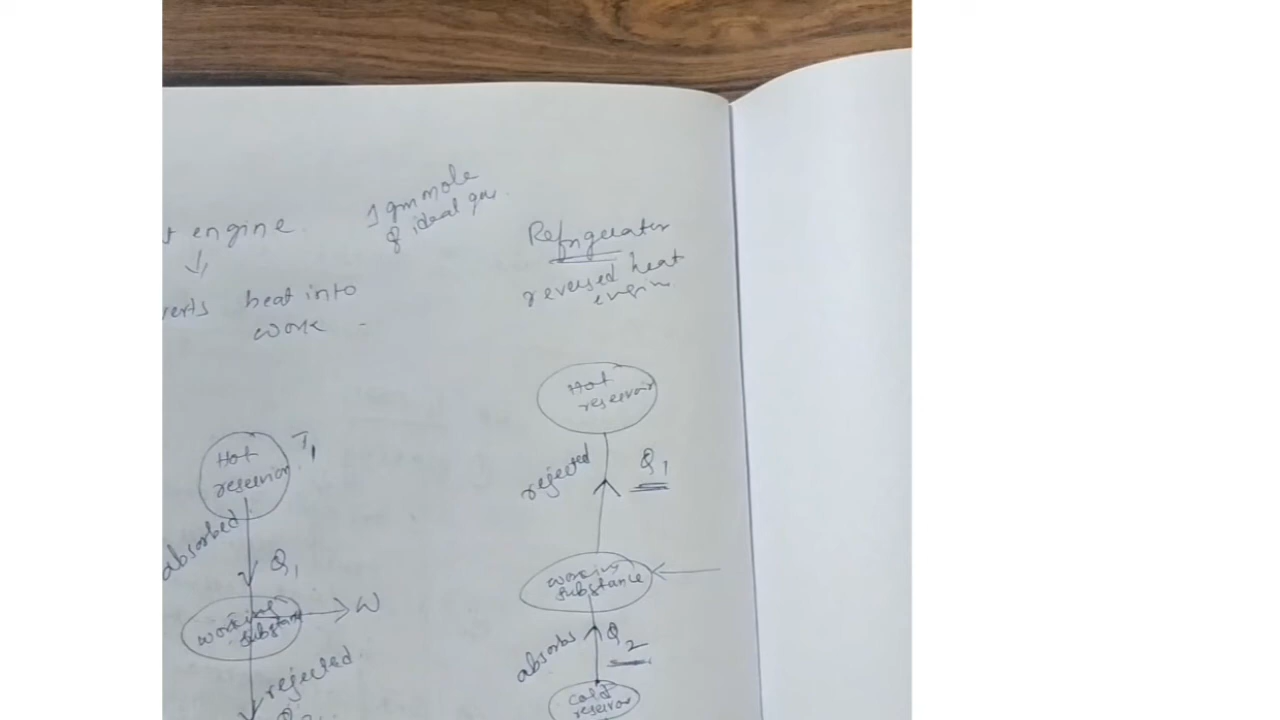 t engine.
↓
verts heat into
work -
1 gm mole
of ideal gas.
Refrigerator
reversed heat
engine
Hot
reservior
T1
absorbed
Q1
working
substance
W
rejected
Hot
reservoir
rejected
Q1
working
substance
absorbs
Q2
cold
reservoir